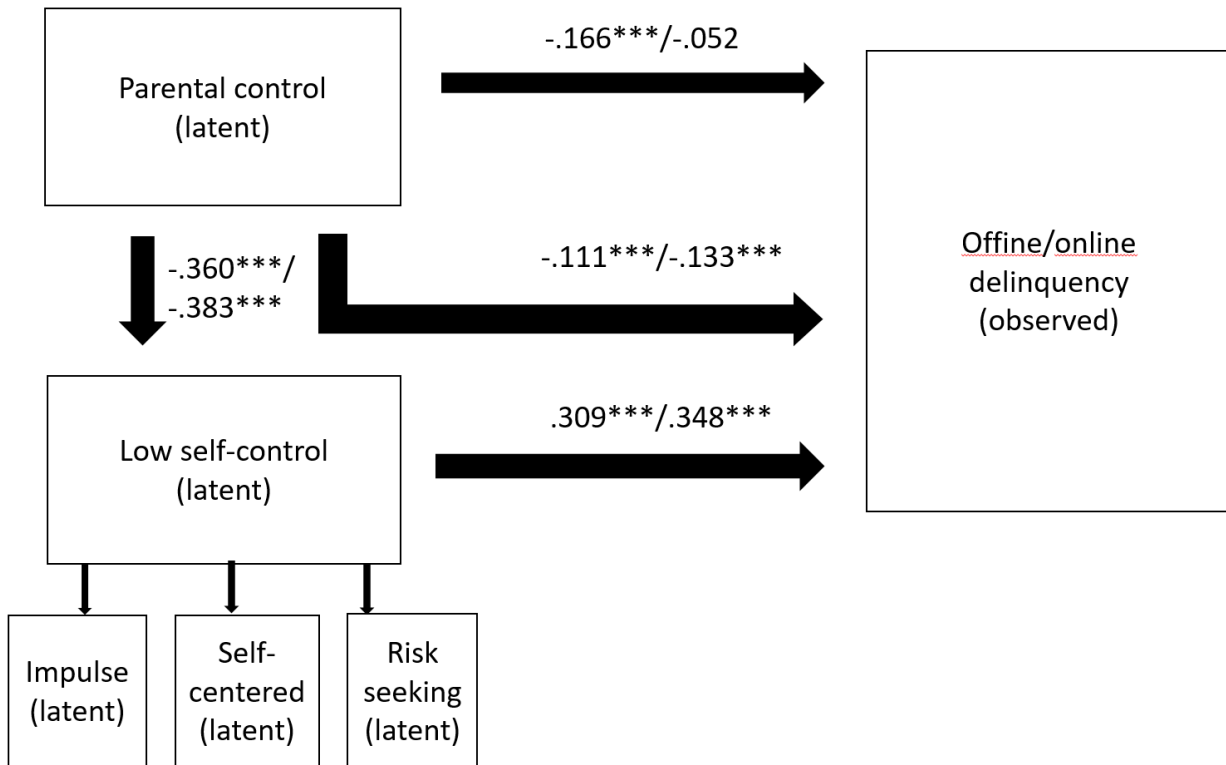 -.166***/-.052
Parental control
(latent)
-.360***/
-.383***
-.111***/-.133***
Offine/online
delinquency
(observed)
.309***/.348***
Low self-control
(latent)
Impulse
(latent)
Self-
centered
(latent)
Risk
seeking
(latent)